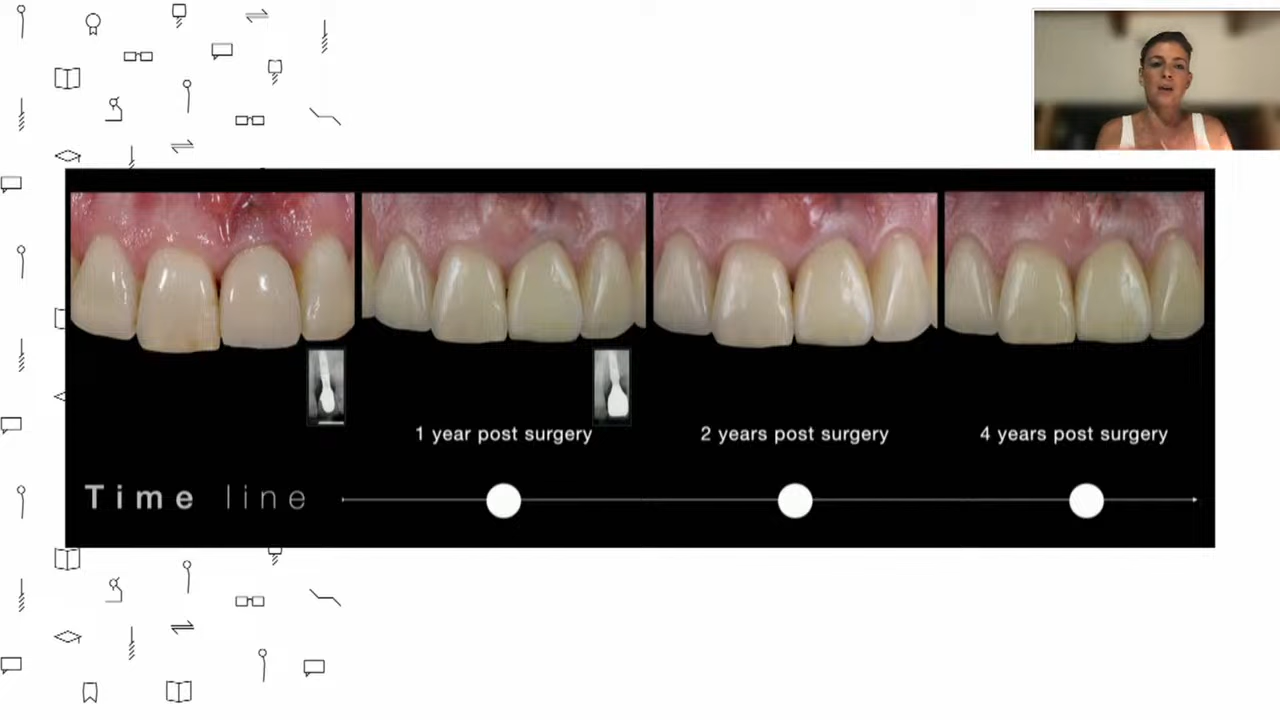 1 year post surgery
2 years post surgery
4 years post surgery
Time line